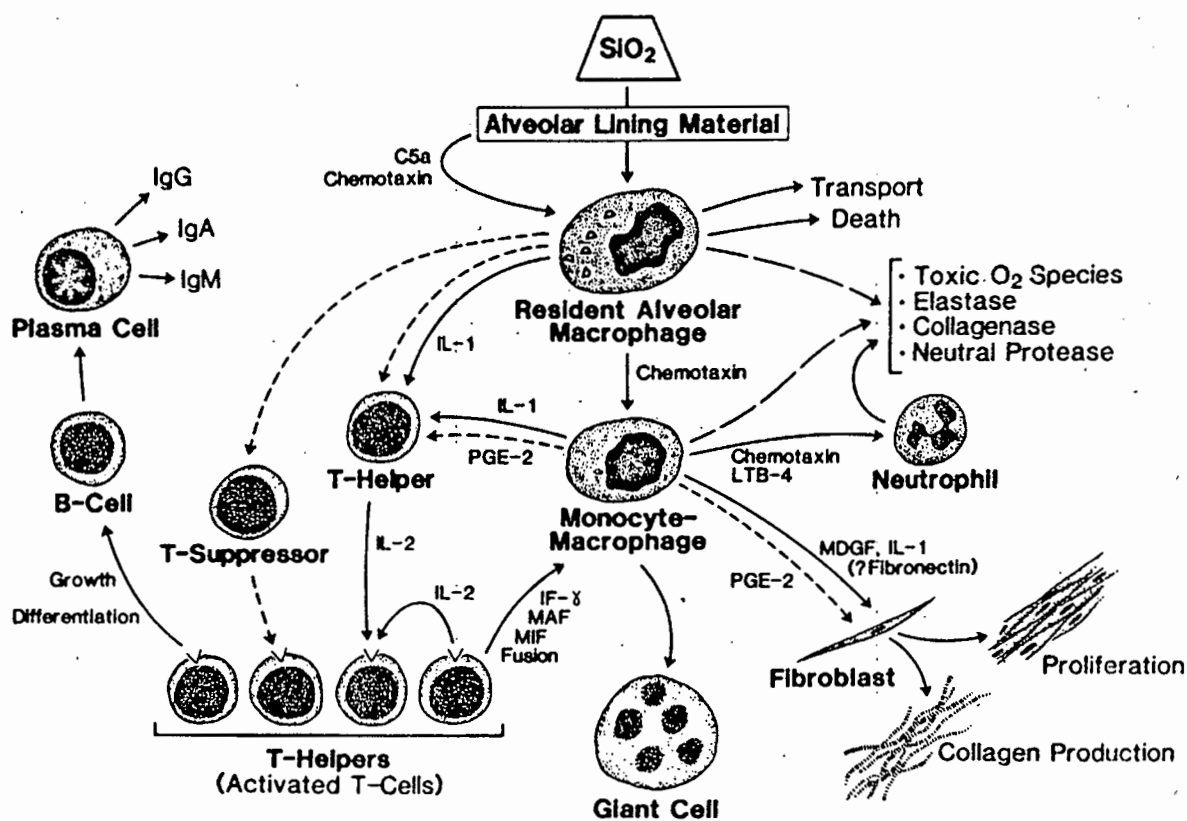 SiO₂
Alveolar Lining Material
C5a
Chemotaxin
IgG
IgA
IgM
Plasma Cell
Transport
Death
Resident Alveolar
Macrophage
· Toxic O₂ Species
· Elastase
· Collagenase
· Neutral Protease
IL-1
Chemotaxin
IL-1
PGE-2
T-Helper
B-Cell
T-Suppressor
Chemotaxin
LTB-4
Neutrophil
Monocyte-
Macrophage
IL-2
Growth
Differentiation
IL-2
IF-γ
MAF
MIF
Fusion
MDGF, IL-1
(?Fibronectin)
PGE-2
Fibroblast
Proliferation
Collagen Production
T-Helpers
(Activated T-Cells)
Giant Cell